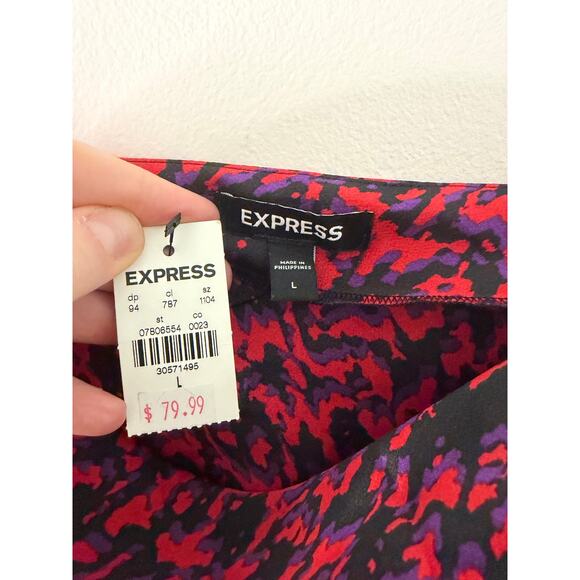 EXPRESS
MADE IN
PHILIPPINES
L
EXPRESS
dp cl sz
94 787 1104
st co
07806554 0023
30571495
L
$ 79.99